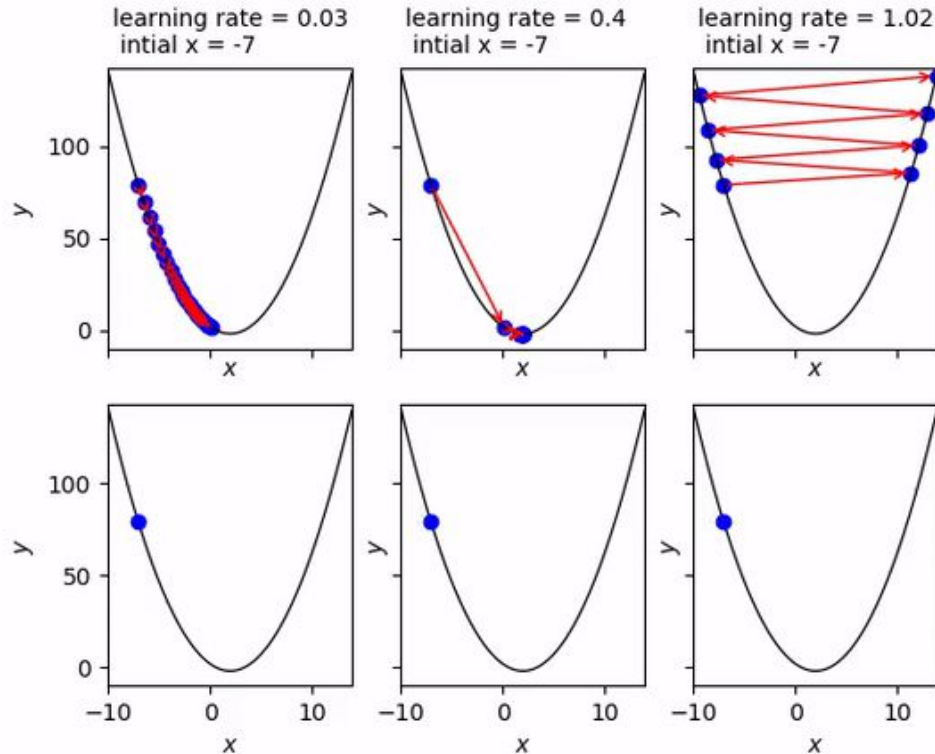 learning rate = 0.03
intial x = -7
learning rate = 0.4
intial x = -7
learning rate = 1.02
intial x = -7
y
100
50
0
x
y
x
y
x
y
100
50
0
−10
0
10
x
y
−10
0
10
x
y
−10
0
10
x